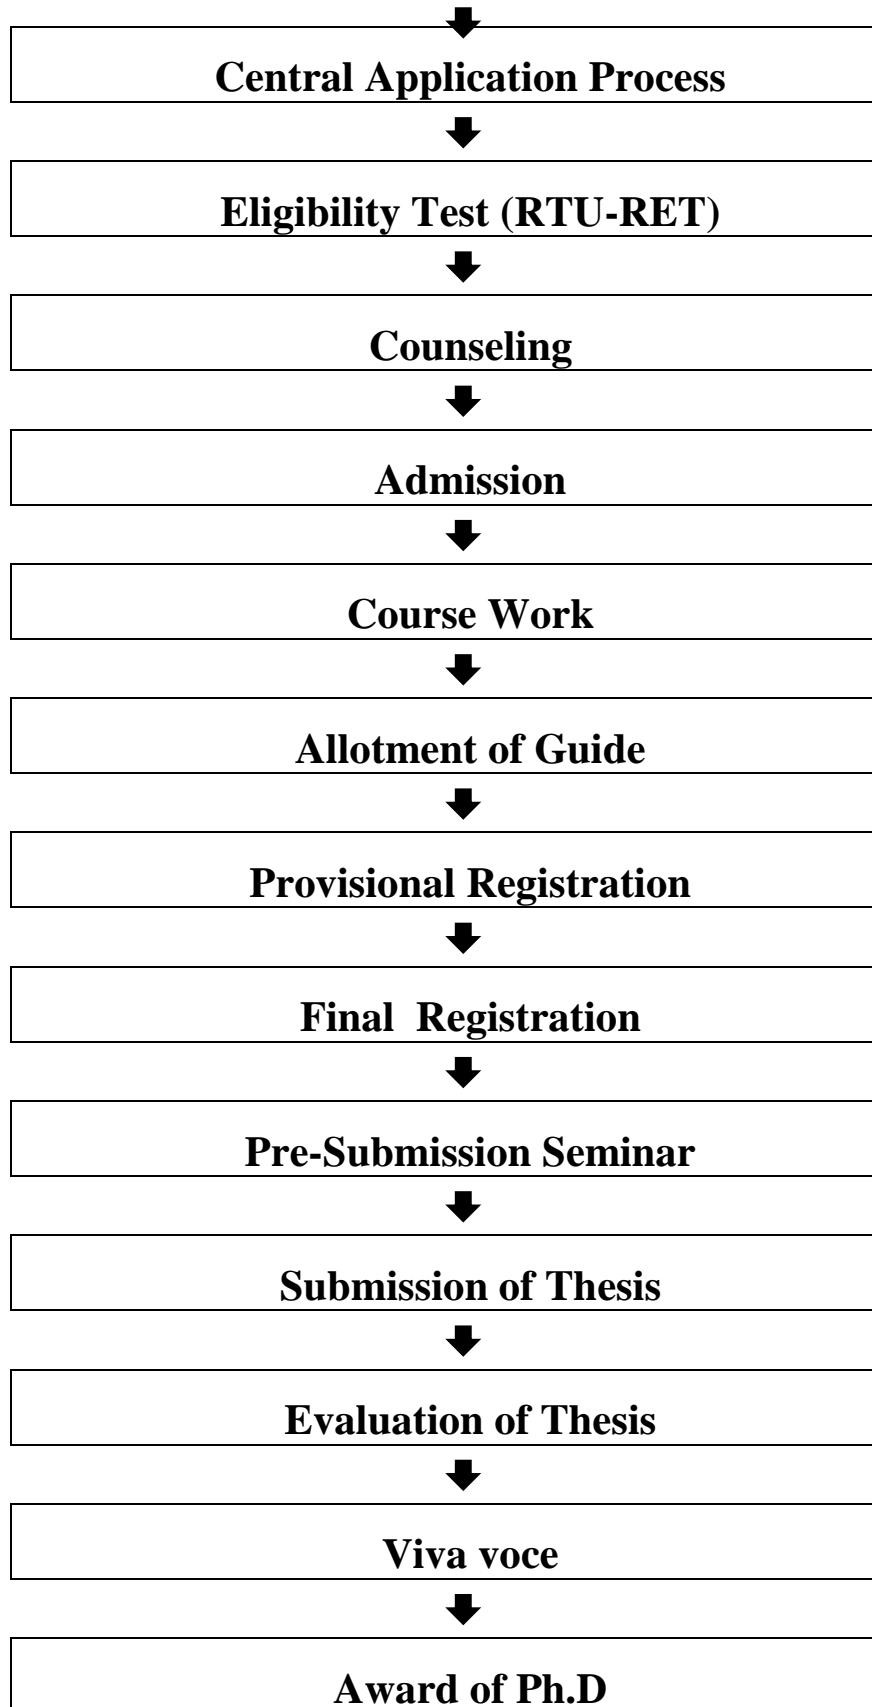 Central Application Process
Eligibility Test (RTU-RET)
Counseling
Admission
Course Work
Allotment of Guide
Provisional Registration
Final  Registration
Pre-Submission Seminar
Submission of Thesis
Evaluation of Thesis
Viva voce
Award of Ph.D